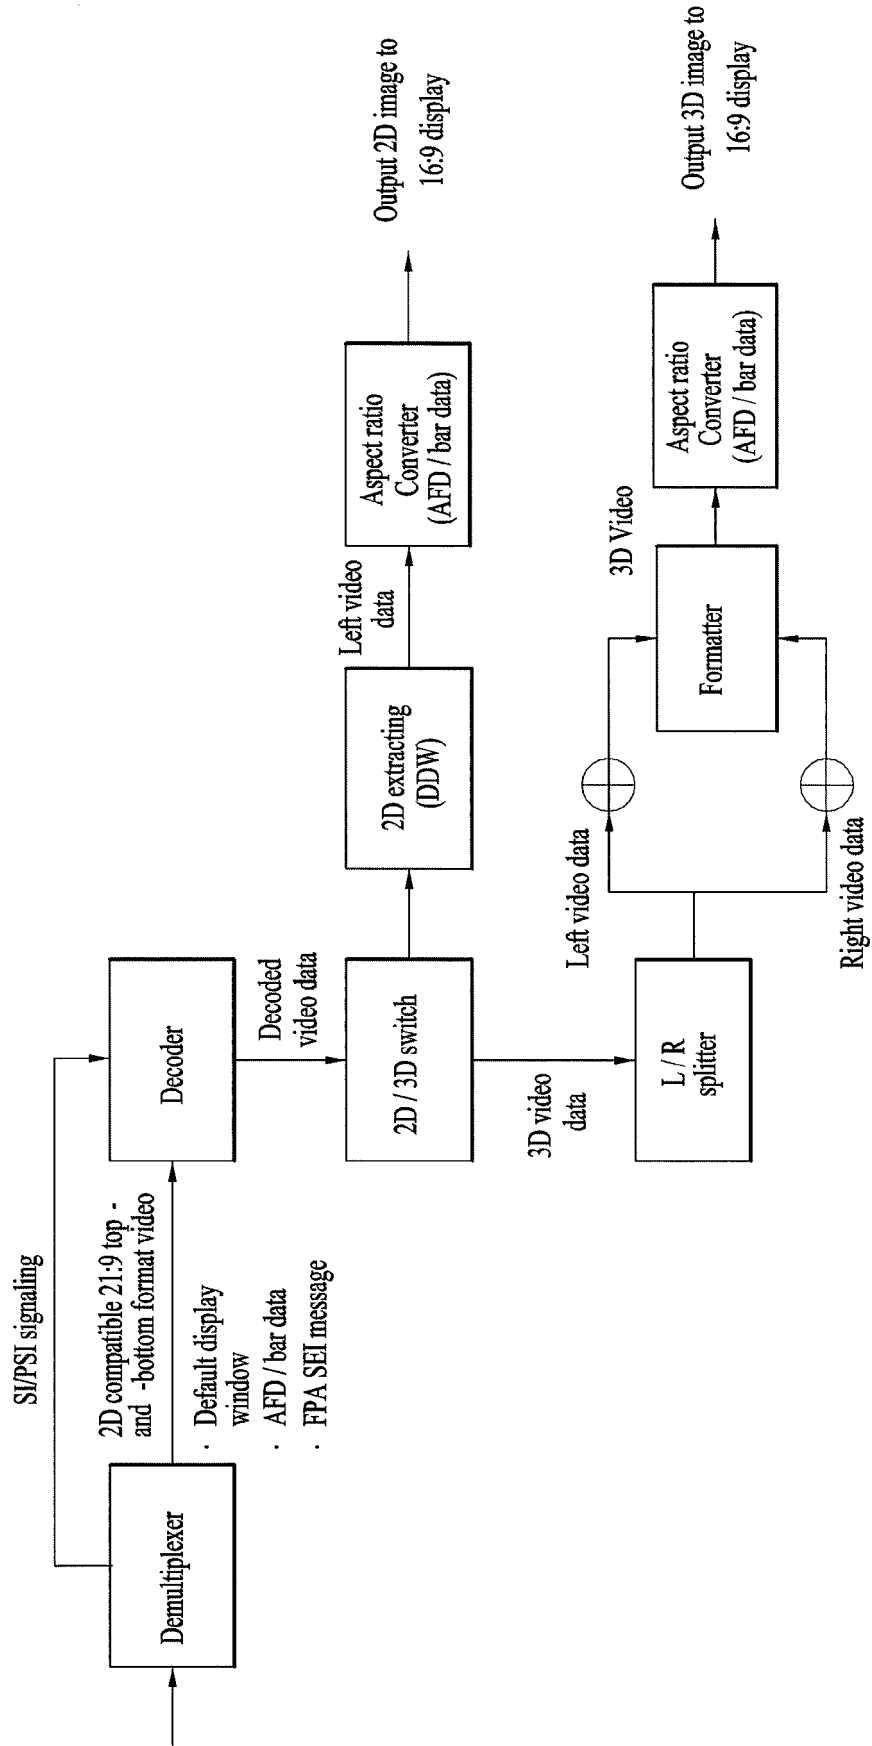 SI/PSI signaling
Demultiplexer
2D compatible 21:9 top -
and -bottom format video
· Default display
window
· AFD / bar data
· FPA SEI message
Decoder
Decoded
video data
2D / 3D switch
2D extracting
(DDW)
Left video
data
Aspect ratio
Converter
(AFD / bar data)
Output 2D image to
16:9 display
3D video
data
L / R
splitter
Left video data
Right video data
Formatter
3D Video
Aspect ratio
Converter
(AFD / bar data)
Output 3D image to
16:9 display